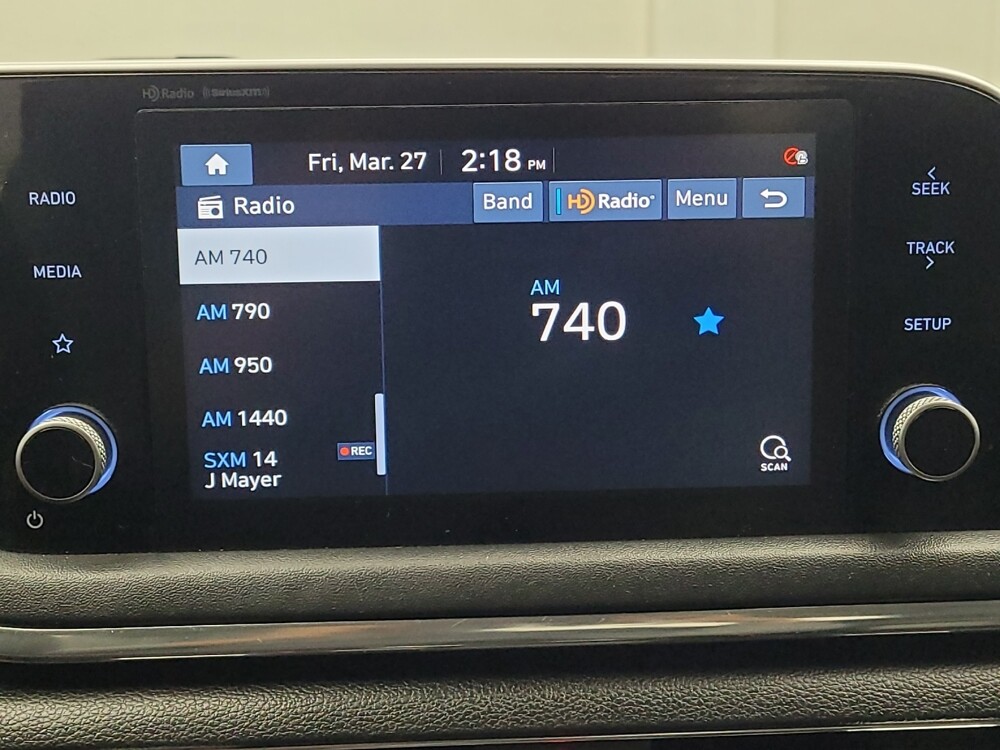 HD Radio SiriusXM
Fri, Mar. 27 2:18 PM
Radio Band HD Radio Menu
AM 740
AM 790
AM 950
AM 1440
SXM 14 REC
J Mayer
AM
740
SCAN
RADIO
MEDIA
SEEK
TRACK
SETUP